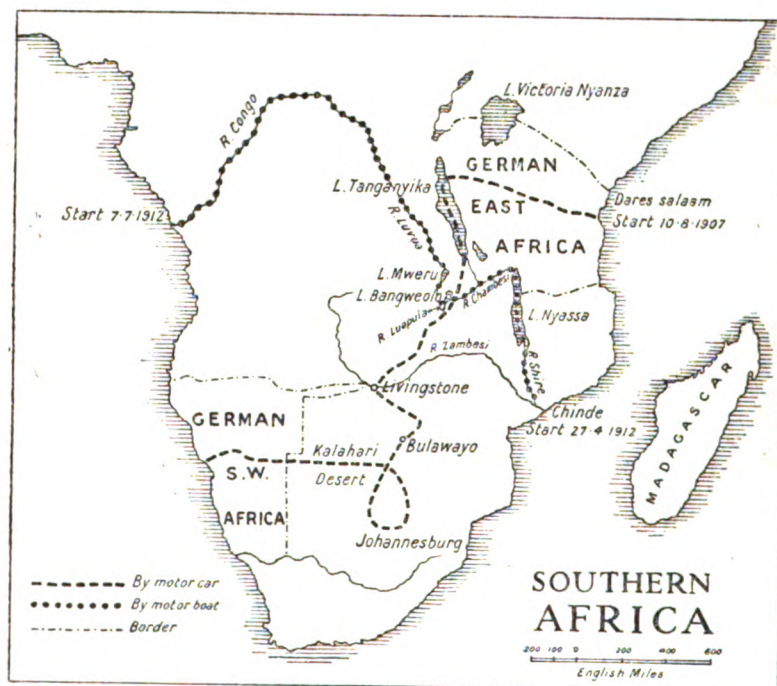 L. Victoria Nyanza
R. Congo
GERMAN
L. Tanganyika
EAST
Dares salaam
Start 7·7·1912
R. Luvua
Start 10·8·1907
AFRICA
L. Mweru
L. Bangweoln
R. Chambesi
R. Luapula
L. Nyassa
R. Zambesi
R. Shire
Livingstone
GERMAN
Chinde
Start 27·4·1912
Bulawayo
Kalahari
S.W.
Desert
AFRICA
Johannesburg
MADAGASCAR
By motor car
By motor boat
Border
SOUTHERN
AFRICA
200 100 0 200 400 600
English Miles